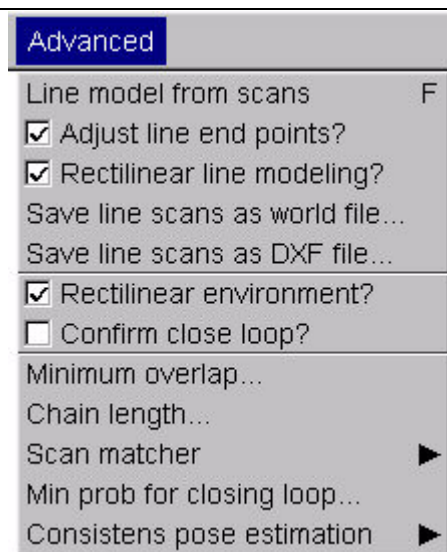 Advanced
Line model from scans F
Adjust line end points?
Rectilinear line modeling?
Save line scans as world file...
Save line scans as DXF file...
Rectilinear environment?
Confirm close loop?
Minimum overlap...
Chain length...
Scan matcher
Min prob for closing loop...
Consistens pose estimation